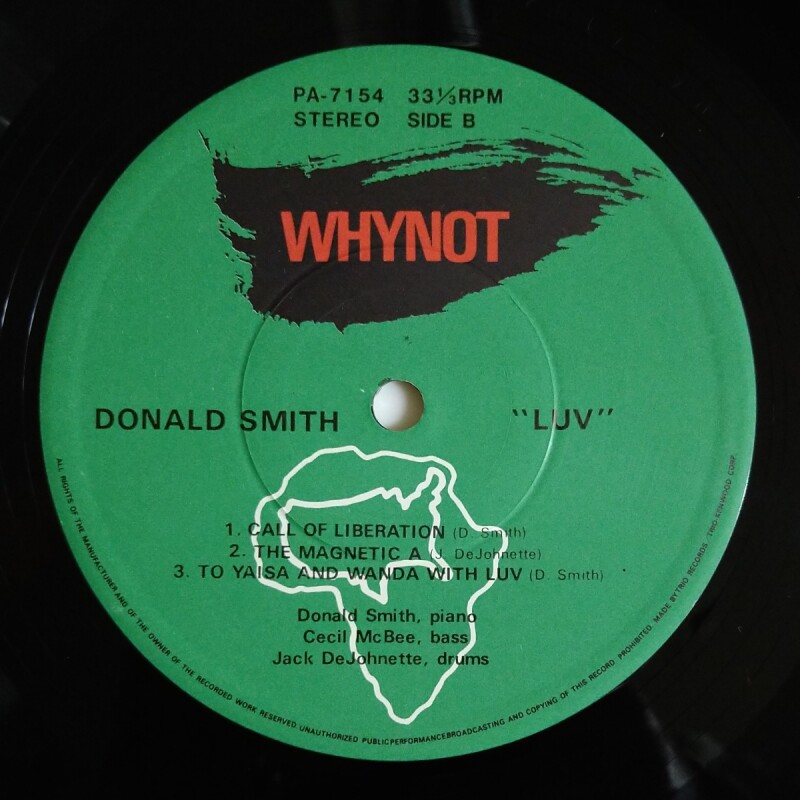 PA-7154 33⅓RPM
STEREO SIDE B
WHYNOT
DONALD SMITH "LUV"
1. CALL OF LIBERATION (D. Smith)
2. THE MAGNETIC A (J. DeJohnette)
3. TO YAISA AND WANDA WITH LUV (D. Smith)
Donald Smith, piano
Cecil McBee, bass
Jack DeJohnette, drums
ALL RIGHTS OF THE MANUFACTURER AND OF THE OWNER OF THE RECORDED WORK RESERVED UNAUTHORIZED PUBLIC PERFORMANCE BROADCASTING AND COPYING OF THIS RECORD PROHIBITED. MADE BY TRIO RECORDS. TRIO-KENWOOD CORP.